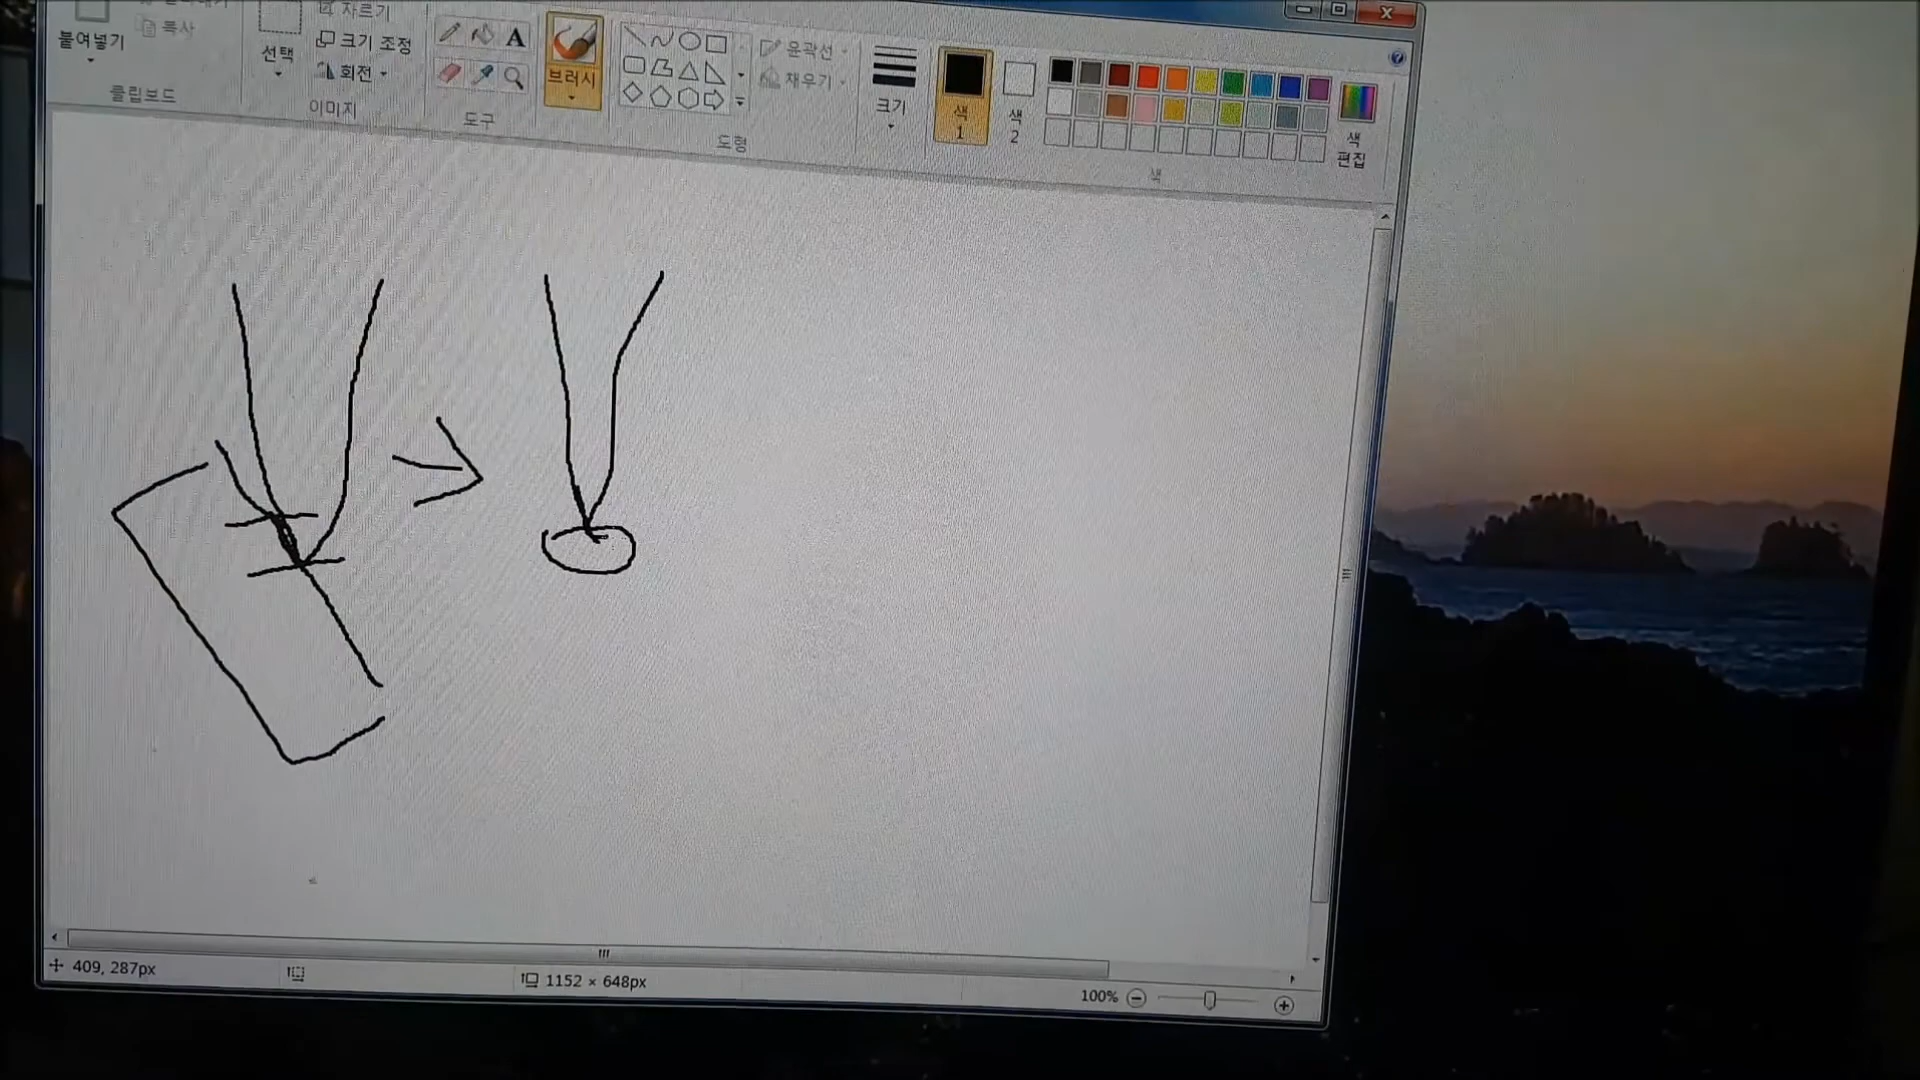 자르기
복사
붙여넣기
선택
크기 조정
회전
A
브러시
윤곽선
채우기
크기
색
1
색
2
색
편집
클립보드
이미지
도구
도형
색
409, 287px
1152 × 648px
100%